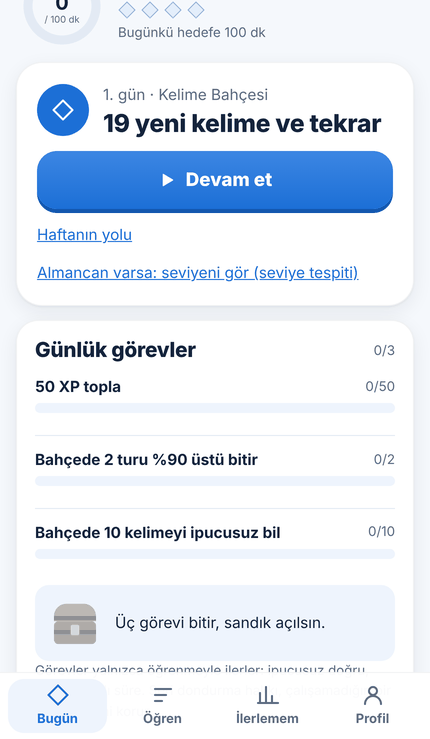 0
/ 100 dk
Bugünkü hedefe 100 dk
1. gün · Kelime Bahçesi
19 yeni kelime ve tekrar
Devam et
Haftanın yolu
Almancan varsa: seviyeni gör (seviye tespiti)
Günlük görevler
0/3
50 XP topla
0/50
Bahçede 2 turu %90 üstü bitir
0/2
Bahçede 10 kelimeyi ipucusuz bil
0/10
Üç görevi bitir, sandık açılsın.
Görevler yalnızca öğrenmeyle ilerler: ipucusuz doğru
Bugün
Öğren
İlerlemem
Profil